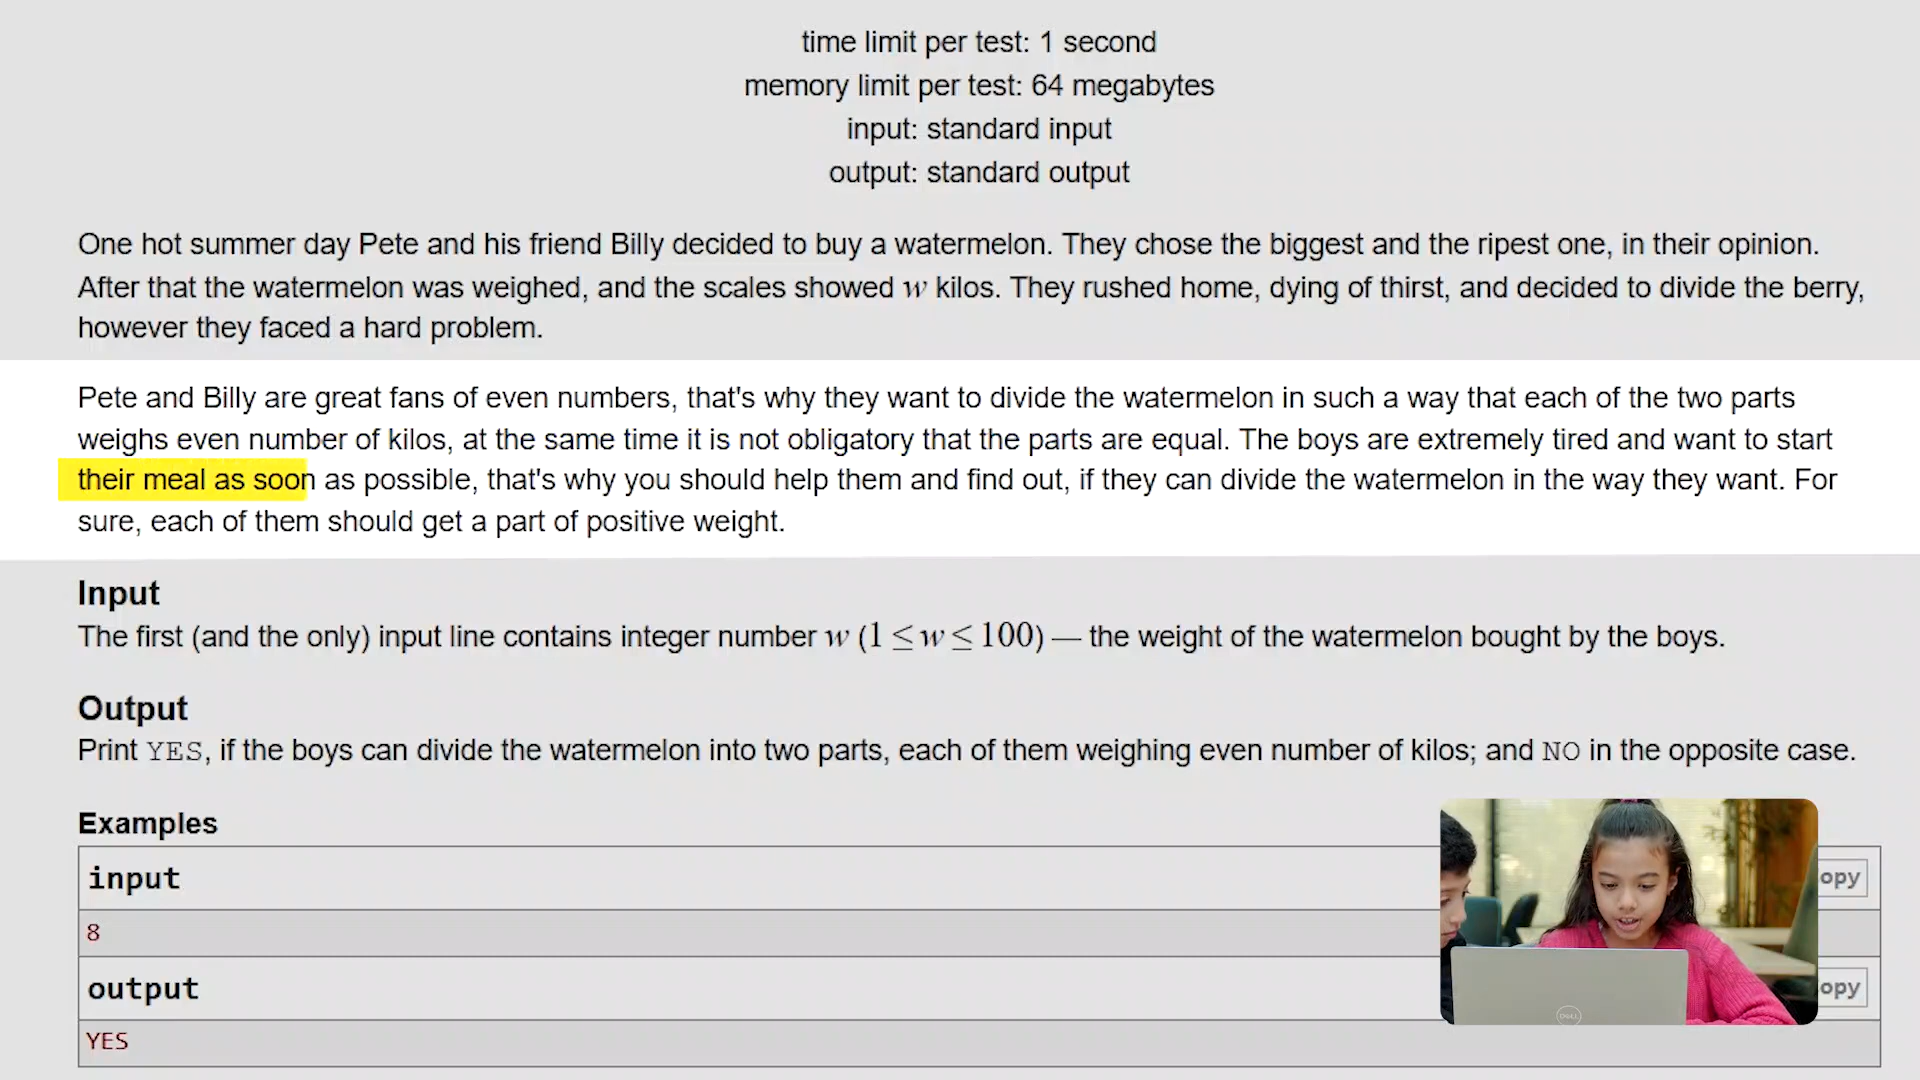 time limit per test: 1 second
memory limit per test: 64 megabytes
input: standard input
output: standard output
One hot summer day Pete and his friend Billy decided to buy a watermelon. They chose the biggest and the ripest one, in their opinion.
After that the watermelon was weighed, and the scales showed w kilos. They rushed home, dying of thirst, and decided to divide the berry,
however they faced a hard problem.
Pete and Billy are great fans of even numbers, that's why they want to divide the watermelon in such a way that each of the two parts
weighs even number of kilos, at the same time it is not obligatory that the parts are equal. The boys are extremely tired and want to start
their meal as soon as possible, that's why you should help them and find out, if they can divide the watermelon in the way they want. For
sure, each of them should get a part of positive weight.
Input
The first (and the only) input line contains integer number w (1 ≤ w ≤ 100) — the weight of the watermelon bought by the boys.
Output
Print YES, if the boys can divide the watermelon into two parts, each of them weighing even number of kilos; and NO in the opposite case.
Examples
input
opy
8
output
opy
YES
DELL